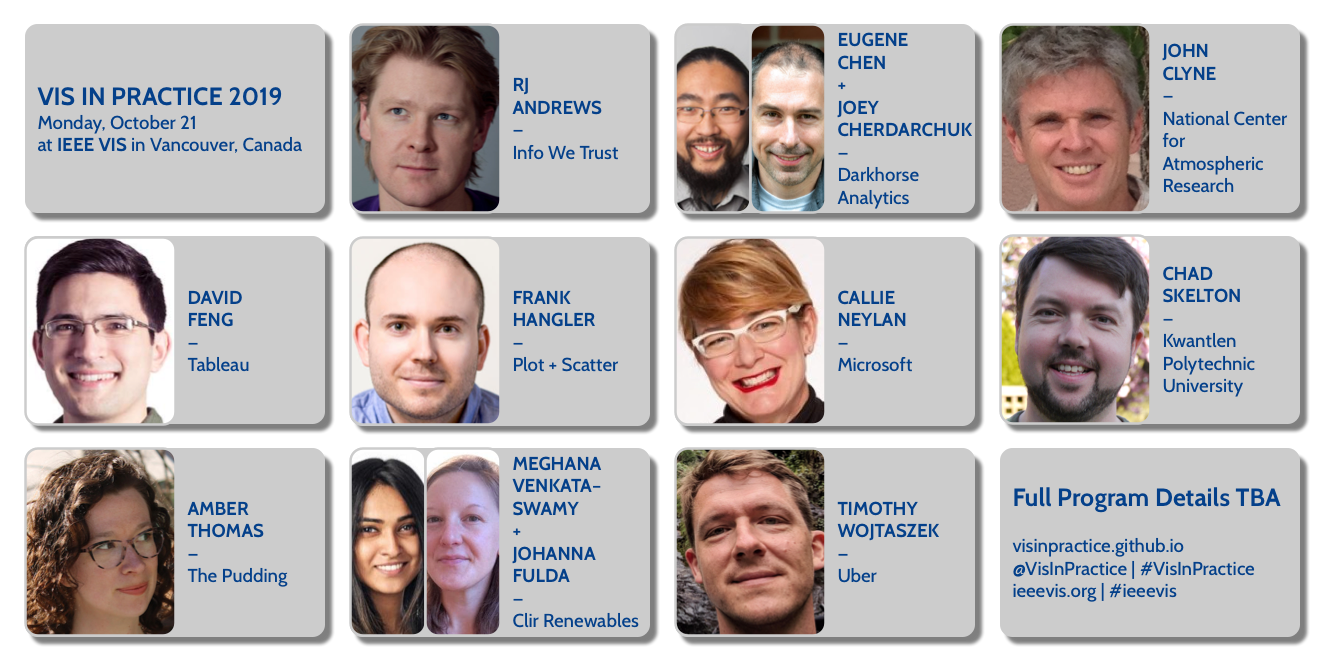 VIS IN PRACTICE 2019
Monday, October 21
at IEEE VIS in Vancouver, Canada
RJ
ANDREWS
–
Info We Trust
EUGENE
CHEN
+
JOEY
CHERDARCHUK
–
Darkhorse
Analytics
JOHN
CLYNE
–
National Center
for
Atmospheric
Research
DAVID
FENG
–
Tableau
FRANK
HANGLER
–
Plot + Scatter
CALLIE
NEYLAN
–
Microsoft
CHAD
SKELTON
–
Kwantlen
Polytechnic
University
AMBER
THOMAS
–
The Pudding
MEGHANA
VENKATA–
SWAMY
+
JOHANNA
FULDA
–
Clir Renewables
TIMOTHY
WOJTASZEK
–
Uber
Full Program Details TBA
visinpractice.github.io
@VisInPractice | #VisInPractice
ieeevis.org | #ieeevis